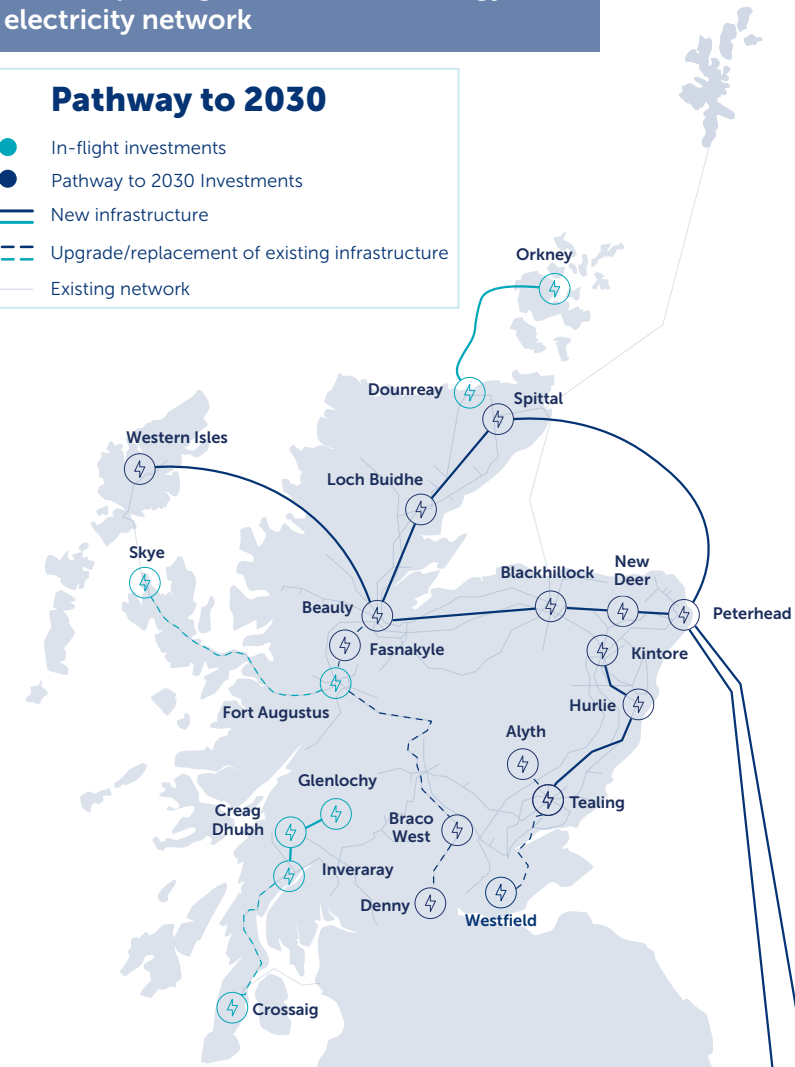 electricity network
Pathway to 2030
In-flight investments
Pathway to 2030 Investments
New infrastructure
Upgrade/replacement of existing infrastructure
Existing network
Orkney
Dounreay
Spittal
Western Isles
Loch Buidhe
Skye
Blackhillock
New
Deer
Beauly
Peterhead
Fasnakyle
Kintore
Fort Augustus
Hurlie
Alyth
Glenlochy
Creag
Dhubh
Braco
West
Tealing
Inveraray
Denny
Westfield
Crossaig